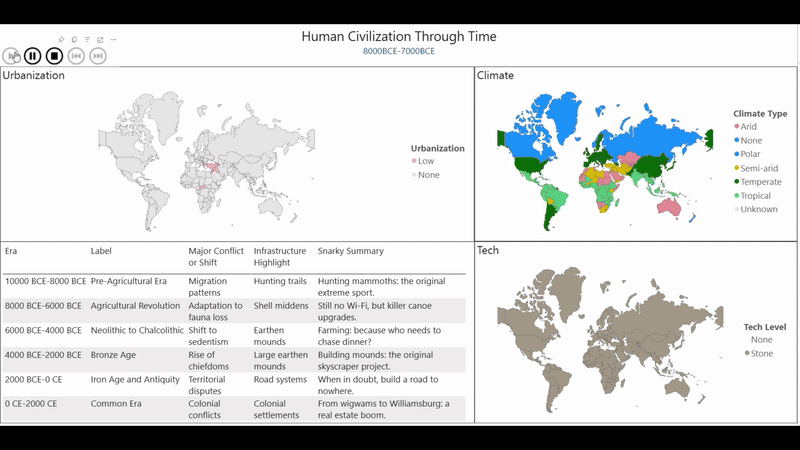 Human Civilization Through Time
8000BCE-7000BCE
Urbanization
Urbanization
Low
None
Climate
Climate Type
Arid
None
Polar
Semi-arid
Temperate
Tropical
Unknown
Era Label Major Conflict or Shift Infrastructure Highlight Snarky Summary
10000 BCE-8000 BCE Pre-Agricultural Era Migration patterns Hunting trails Hunting mammoths: the original extreme sport.
8000 BCE-6000 BCE Agricultural Revolution Adaptation to fauna loss Shell middens Still no Wi-Fi, but killer canoe upgrades.
6000 BCE-4000 BCE Neolithic to Chalcolithic Shift to sedentism Earthen mounds Farming: because who needs to chase dinner?
4000 BCE-2000 BCE Bronze Age Rise of chiefdoms Large earthen mounds Building mounds: the original skyscraper project.
2000 BCE-0 CE Iron Age and Antiquity Territorial disputes Road systems When in doubt, build a road to nowhere.
0 CE-2000 CE Common Era Colonial conflicts Colonial settlements From wigwams to Williamsburg: a real estate boom.
Tech
Tech Level
None
Stone